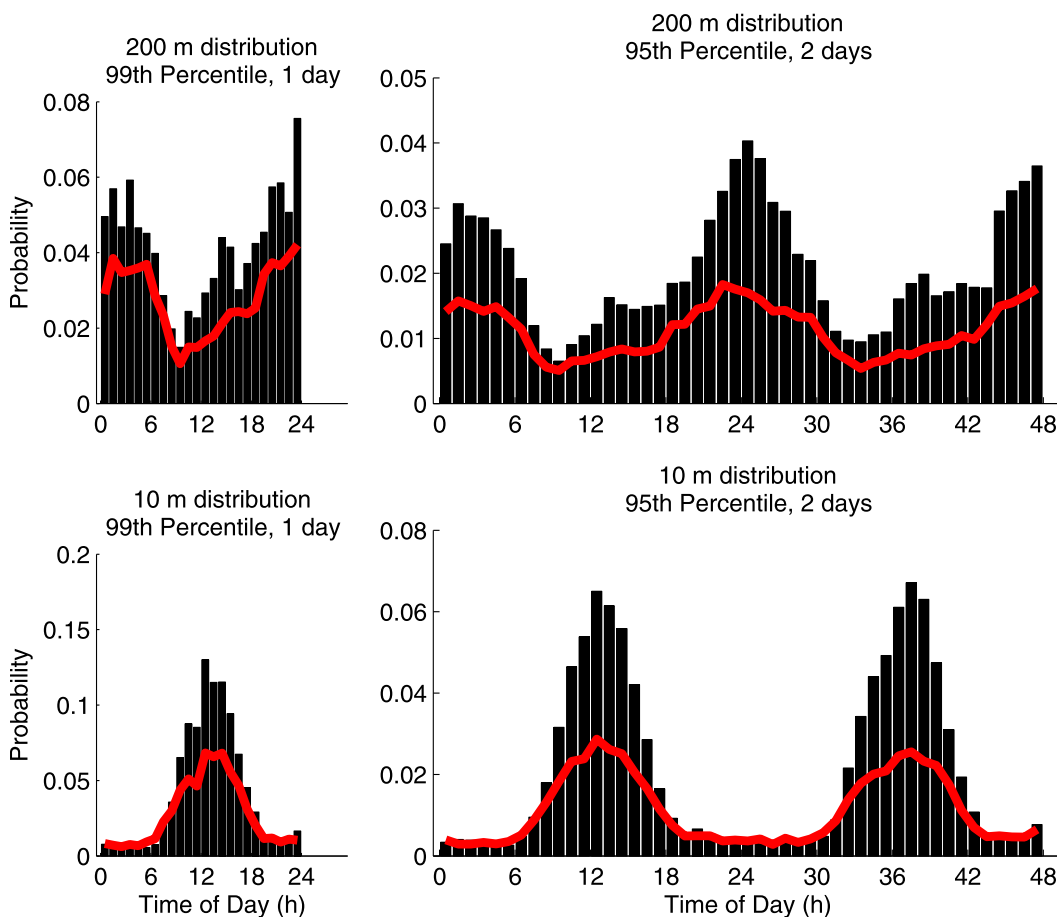 200 m distribution
99th Percentile, 1 day
200 m distribution
95th Percentile, 2 days
Probability
0.08
0.06
0.04
0.02
0
0 6 12 18 24
0.05
0.04
0.03
0.02
0.01
0
0 6 12 18 24 30 36 42 48
10 m distribution
99th Percentile, 1 day
10 m distribution
95th Percentile, 2 days
Probability
0.2
0.15
0.1
0.05
0
0 6 12 18 24
Time of Day (h)
0.08
0.06
0.04
0.02
0
0 6 12 18 24 30 36 42 48
Time of Day (h)